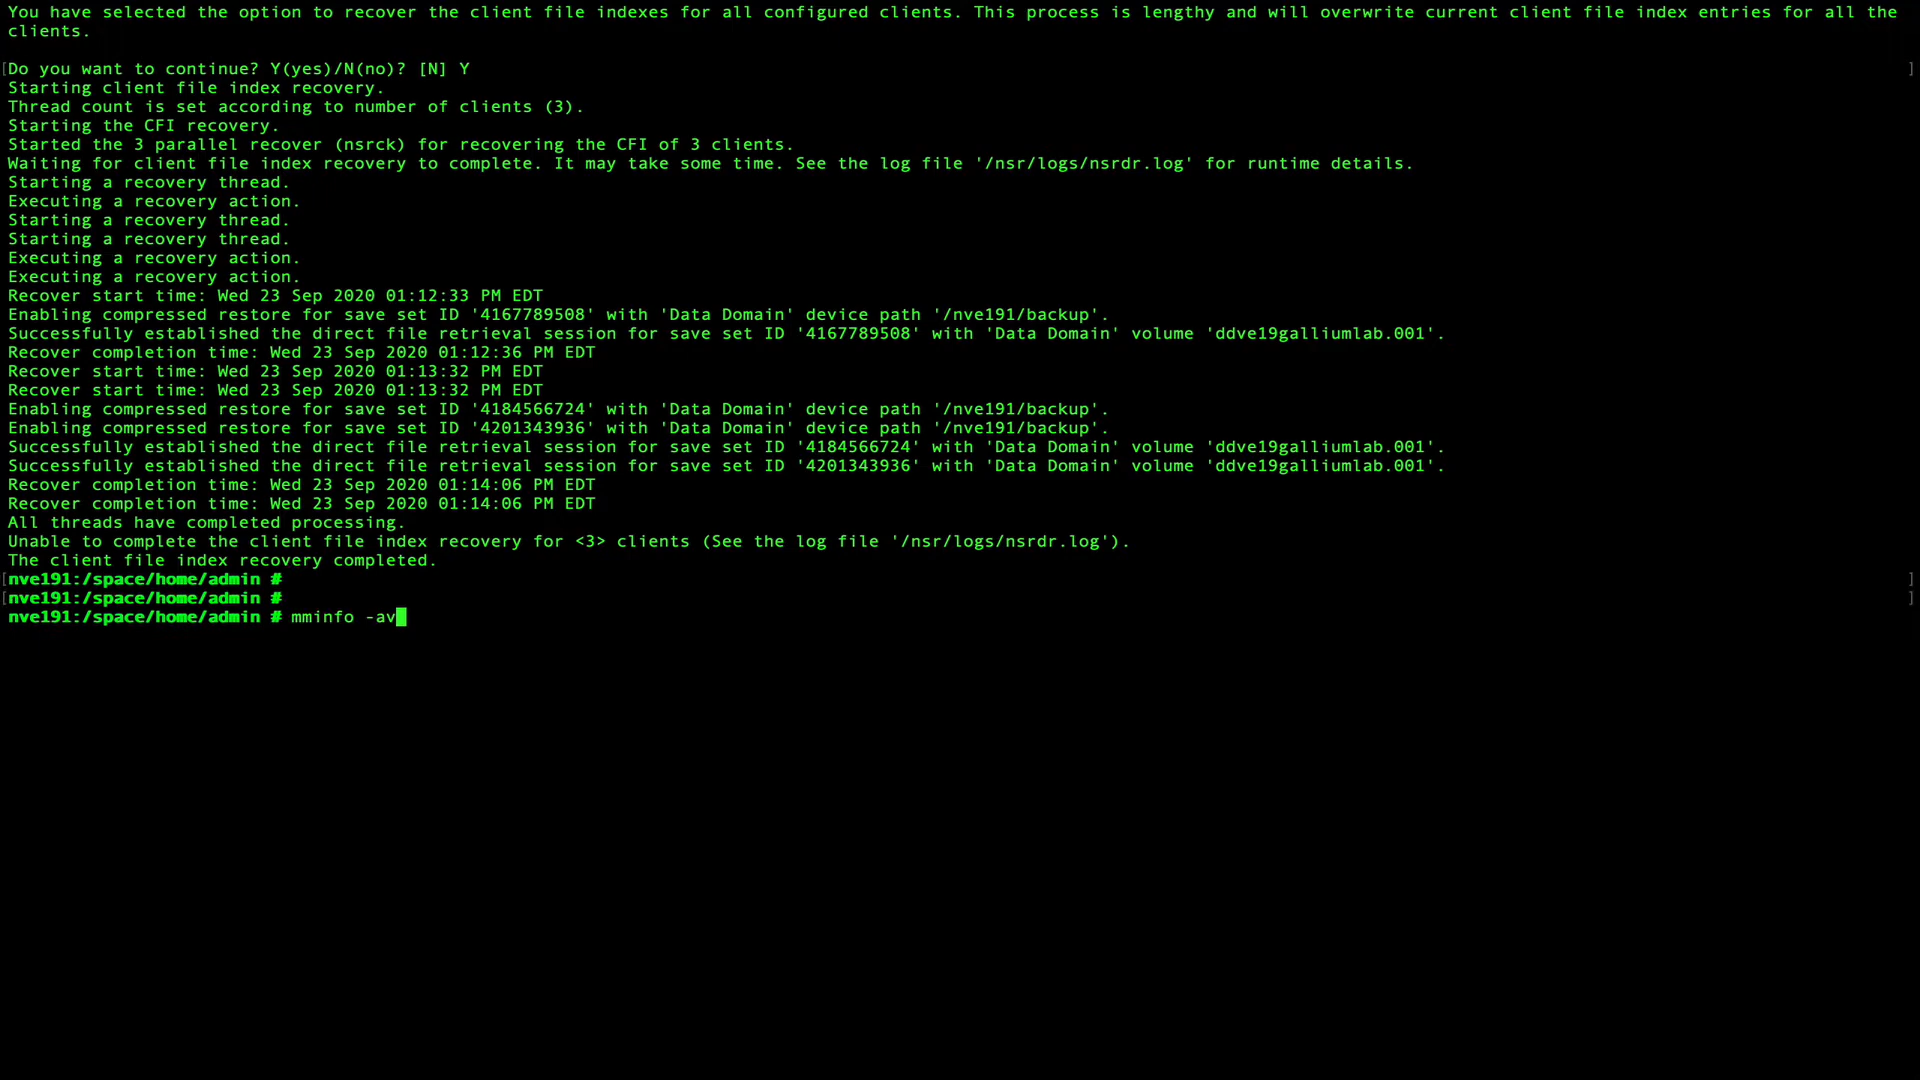 You have selected the option to recover the client file indexes for all configured clients. This process is lengthy and will overwrite current client file index entries for all the
clients.
[Do you want to continue? Y(yes)/N(no)? [N] Y ]
Starting client file index recovery.
Thread count is set according to number of clients (3).
Starting the CFI recovery.
Started the 3 parallel recover (nsrck) for recovering the CFI of 3 clients.
Waiting for client file index recovery to complete. It may take some time. See the log file '/nsr/logs/nsrdr.log' for runtime details.
Starting a recovery thread.
Executing a recovery action.
Starting a recovery thread.
Starting a recovery thread.
Executing a recovery action.
Executing a recovery action.
Recover start time: Wed 23 Sep 2020 01:12:33 PM EDT
Enabling compressed restore for save set ID '4167789508' with 'Data Domain' device path '/nve191/backup'.
Successfully established the direct file retrieval session for save set ID '4167789508' with 'Data Domain' volume 'ddve19galliumlab.001'.
Recover completion time: Wed 23 Sep 2020 01:12:36 PM EDT
Recover start time: Wed 23 Sep 2020 01:13:32 PM EDT
Recover start time: Wed 23 Sep 2020 01:13:32 PM EDT
Enabling compressed restore for save set ID '4184566724' with 'Data Domain' device path '/nve191/backup'.
Enabling compressed restore for save set ID '4201343936' with 'Data Domain' device path '/nve191/backup'.
Successfully established the direct file retrieval session for save set ID '4184566724' with 'Data Domain' volume 'ddve19galliumlab.001'.
Successfully established the direct file retrieval session for save set ID '4201343936' with 'Data Domain' volume 'ddve19galliumlab.001'.
Recover completion time: Wed 23 Sep 2020 01:14:06 PM EDT
Recover completion time: Wed 23 Sep 2020 01:14:06 PM EDT
All threads have completed processing.
Unable to complete the client file index recovery for <3> clients (See the log file '/nsr/logs/nsrdr.log').
The client file index recovery completed.
[nve191:/space/home/admin # ]
[nve191:/space/home/admin # ]
nve191:/space/home/admin # mminfo -av